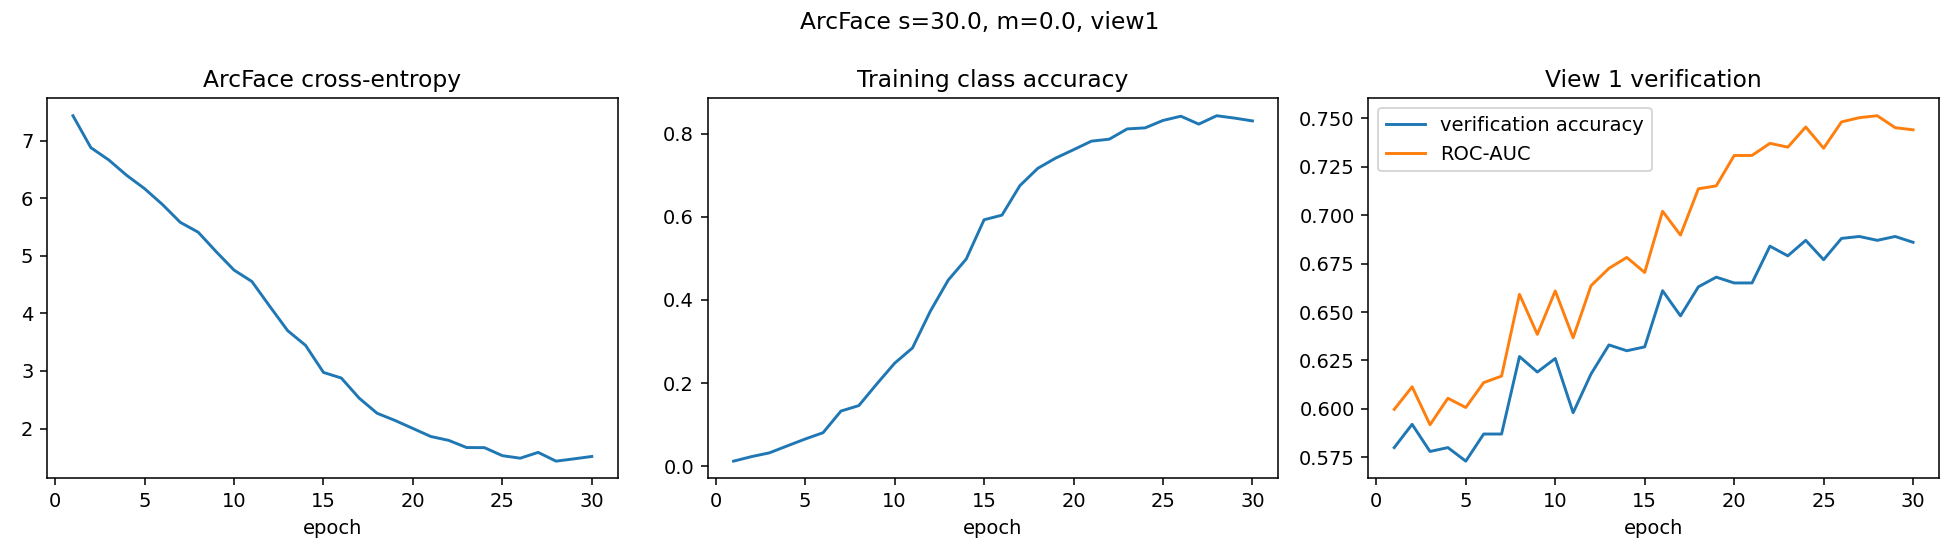 ArcFace s=30.0, m=0.0, view1
ArcFace cross-entropy
7
6
5
4
3
2
0 5 10 15 20 25 30
epoch
Training class accuracy
0.8
0.6
0.4
0.2
0.0
0 5 10 15 20 25 30
epoch
View 1 verification
verification accuracy
ROC-AUC
0.750
0.725
0.700
0.675
0.650
0.625
0.600
0.575
0 5 10 15 20 25 30
epoch